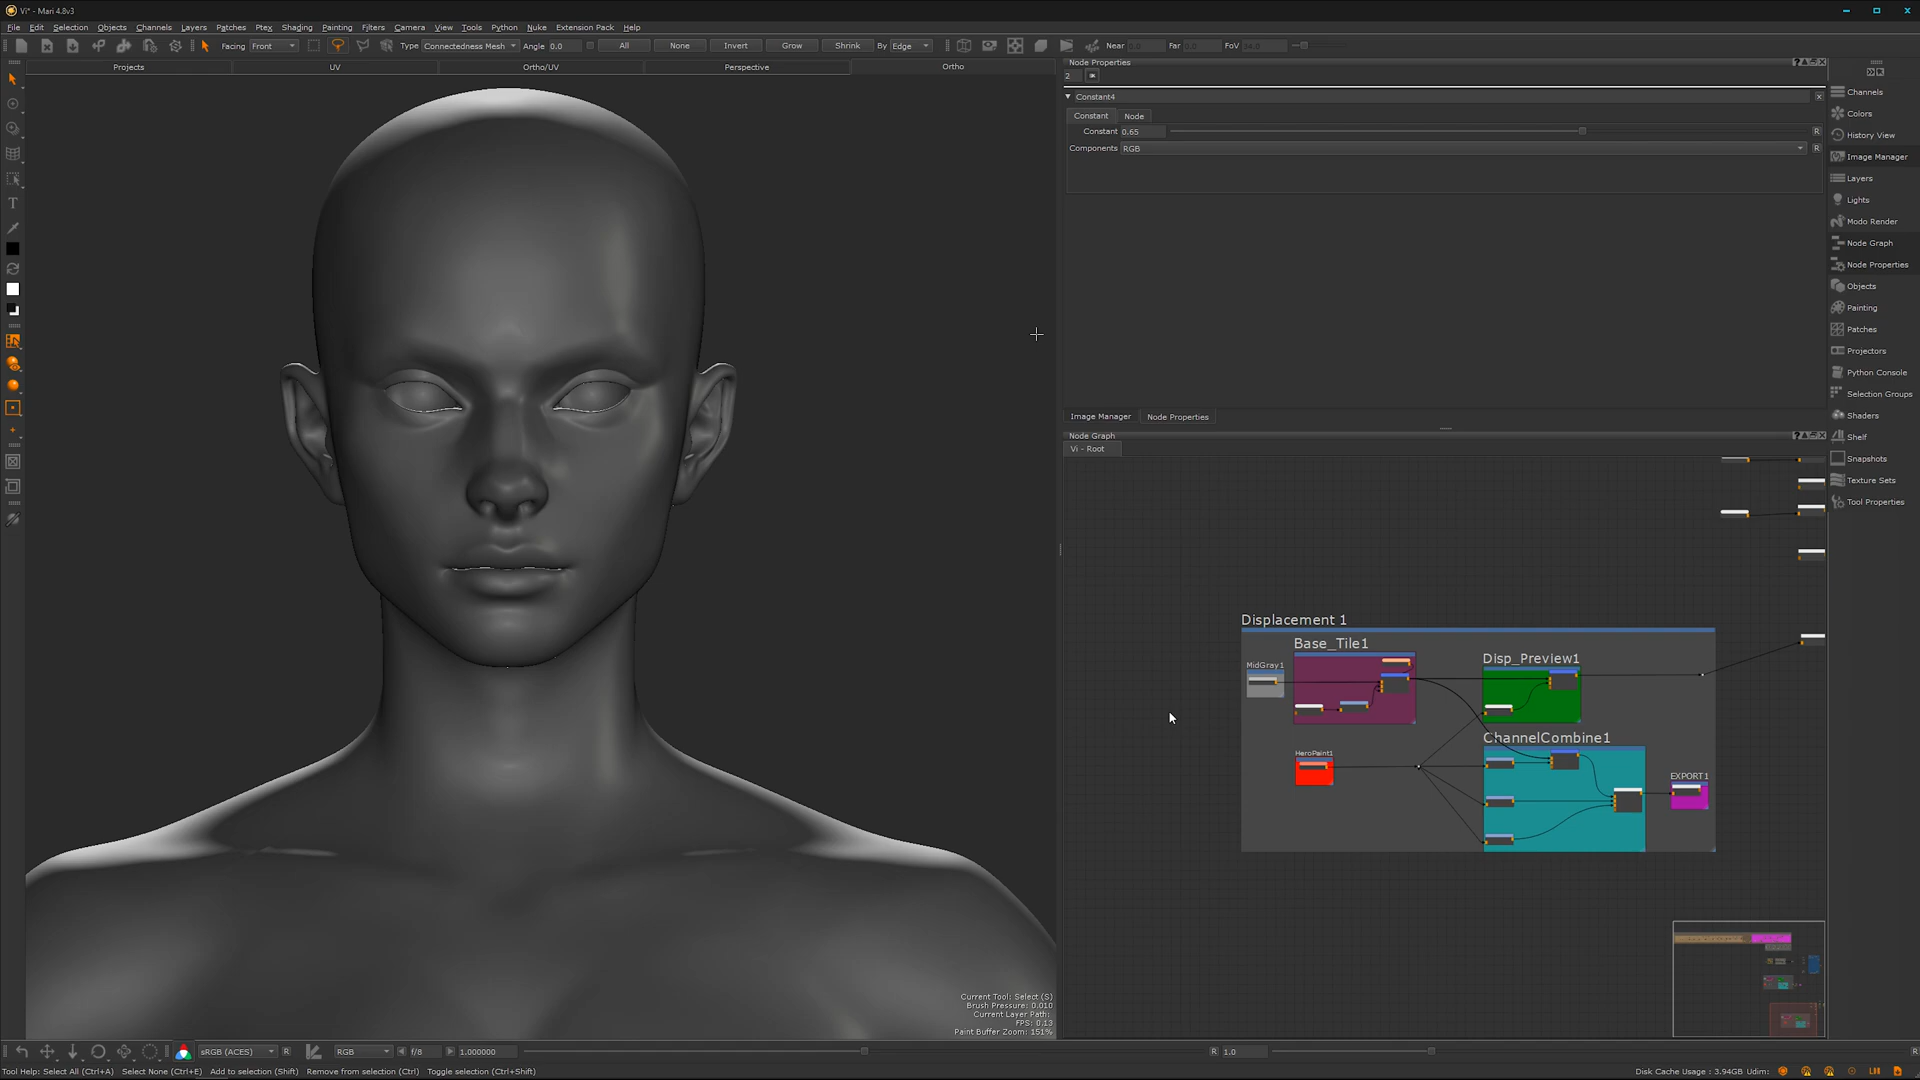 Vi* - Mari 4.8v3
File Edit Selection Objects Channels Layers Patches Ptex Shading Painting Filters Camera View Tools Python Nuke Extension Pack Help
Facing Front Type Connectedness Mesh Angle 0.0 All None Invert Grow Shrink By Edge Near Far FoV
Projects UV Ortho/UV Perspective Ortho
Node Properties
2
Constant4
Constant Node
Constant 0.65 R
Components RGB R
Image Manager Node Properties
Node Graph
Vi - Root
Displacement 1
Base_Tile1
MidGray1
Disp_Preview1
HeroPaint1
ChannelCombine1
EXPORT1
Channels
Colors
History View
Image Manager
Layers
Lights
Modo Render
Node Graph
Node Properties
Objects
Painting
Patches
Projectors
Python Console
Selection Groups
Shaders
Shelf
Snapshots
Texture Sets
Tool Properties
Current Tool: Select (S)
Brush Pressure: 0.010
Current Layer Path:
FPS: 0.13
Paint Buffer Zoom: 151%
sRGB (ACES) R RGB f/8 1.000000 R 1.0 R
Tool Help: Select All (Ctrl+A) Select None (Ctrl+E) Add to selection (Shift) Remove from selection (Ctrl) Toggle selection (Ctrl+Shift) Disk Cache Usage : 3.94GB Udim: